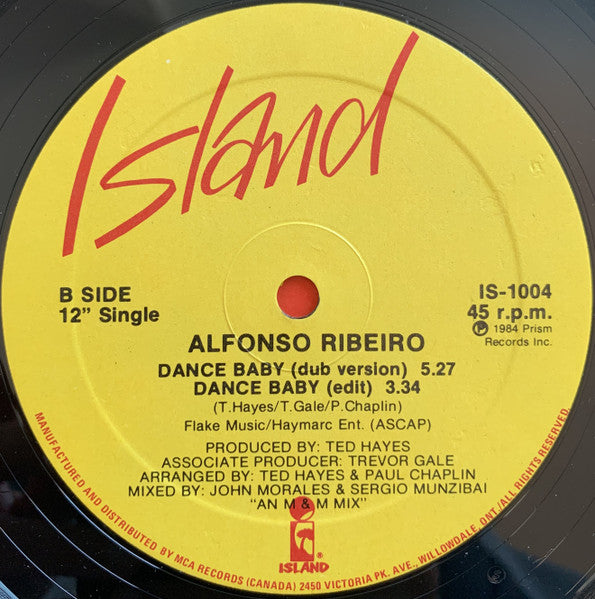 Island
B SIDE
12" Single
IS-1004
45 r.p.m.
℗ 1984 Prism
Records Inc.
ALFONSO RIBEIRO
DANCE BABY (dub version) 5.27
DANCE BABY (edit) 3.34
(T.Hayes/T.Gale/P.Chaplin)
Flake Music/Haymarc Ent. (ASCAP)
PRODUCED BY: TED HAYES
ASSOCIATE PRODUCER: TREVOR GALE
ARRANGED BY: TED HAYES & PAUL CHAPLIN
MIXED BY: JOHN MORALES & SERGIO MUNZIBAI
"AN M & M MIX"
ISLAND®
MANUFACTURED AND DISTRIBUTED BY MCA RECORDS (CANADA) 2450 VICTORIA PK. AVE., WILLOWDALE, ONT./ALL RIGHTS RESERVED.